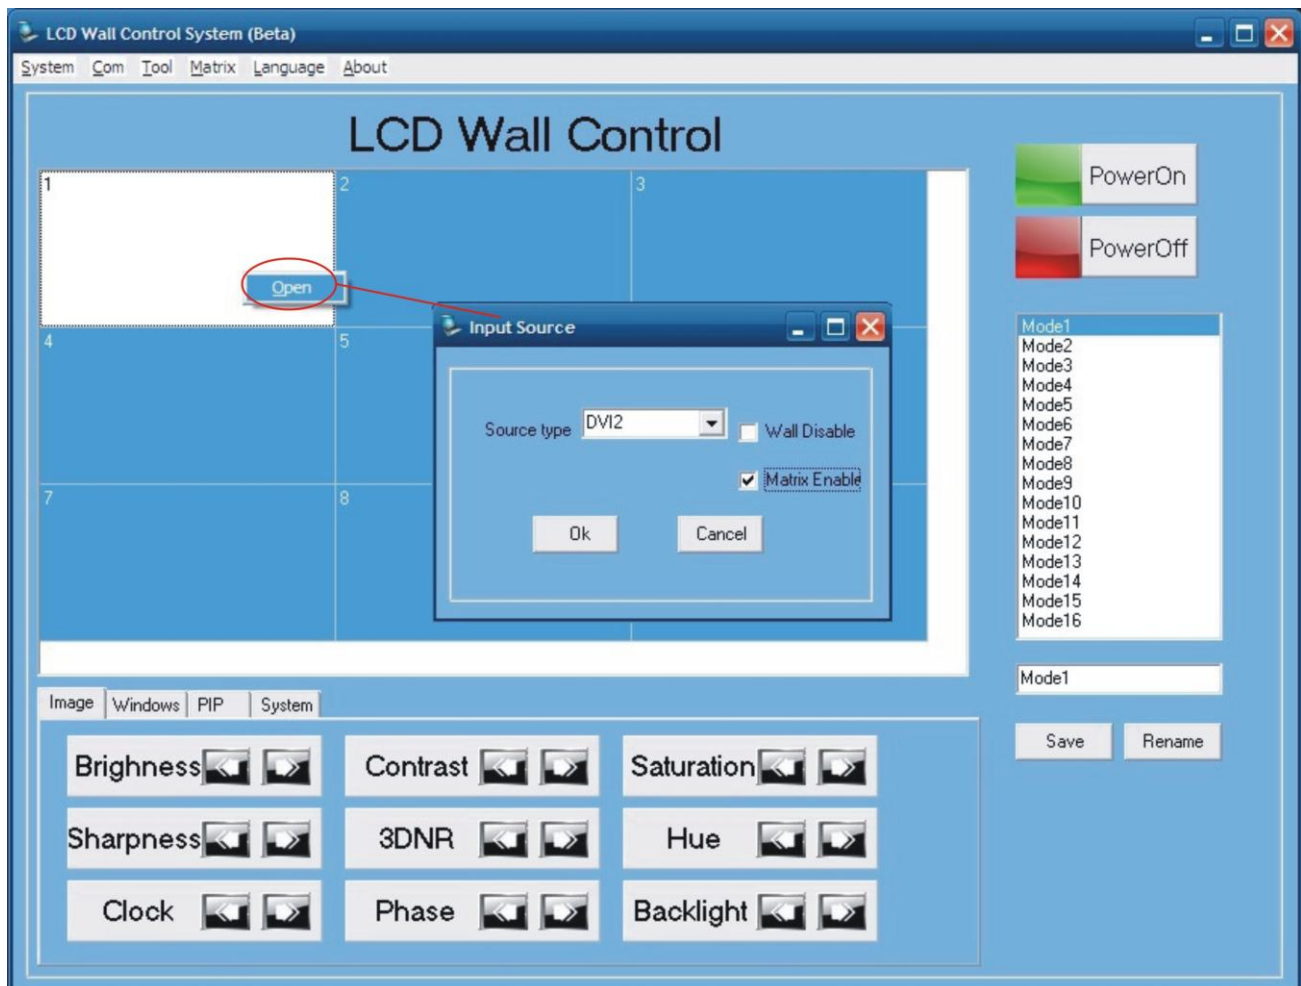 LCD Wall Control System (Beta)
System Com Tool Matrix Language About
LCD Wall Control
1 2 3
Open
4 5
7 8
Input Source
Source type DVI2 Wall Disable
Matrix Enable
Ok Cancel
PowerOn
PowerOff
Mode1
Mode2
Mode3
Mode4
Mode5
Mode6
Mode7
Mode8
Mode9
Mode10
Mode11
Mode12
Mode13
Mode14
Mode15
Mode16
Mode1
Save Rename
Image Windows PIP System
Brighness Contrast Saturation
Sharpness 3DNR Hue
Clock Phase Backlight